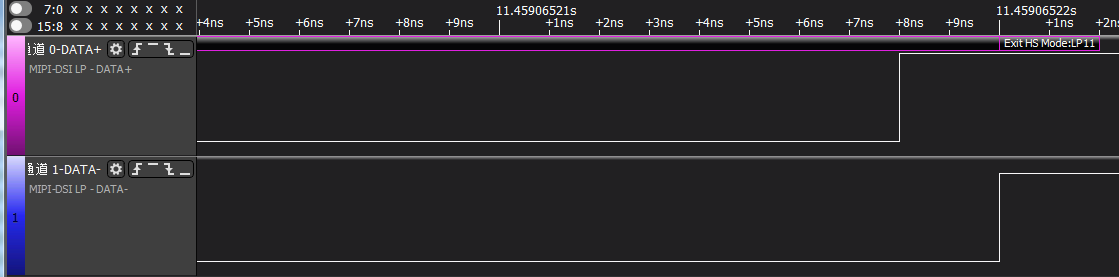 7:0 x x x x x x x x
15:8 x x x x x x x x
11.45906521s
11.45906522s
+4ns +5ns +6ns +7ns +8ns +9ns +1ns +2ns +3ns +4ns +5ns +6ns +7ns +8ns +9ns +1ns +2n
通道 0-DATA+
Exit HS Mode:LP11
MIPI-DSI LP - DATA+
0
通道 1-DATA-
MIPI-DSI LP - DATA-
1